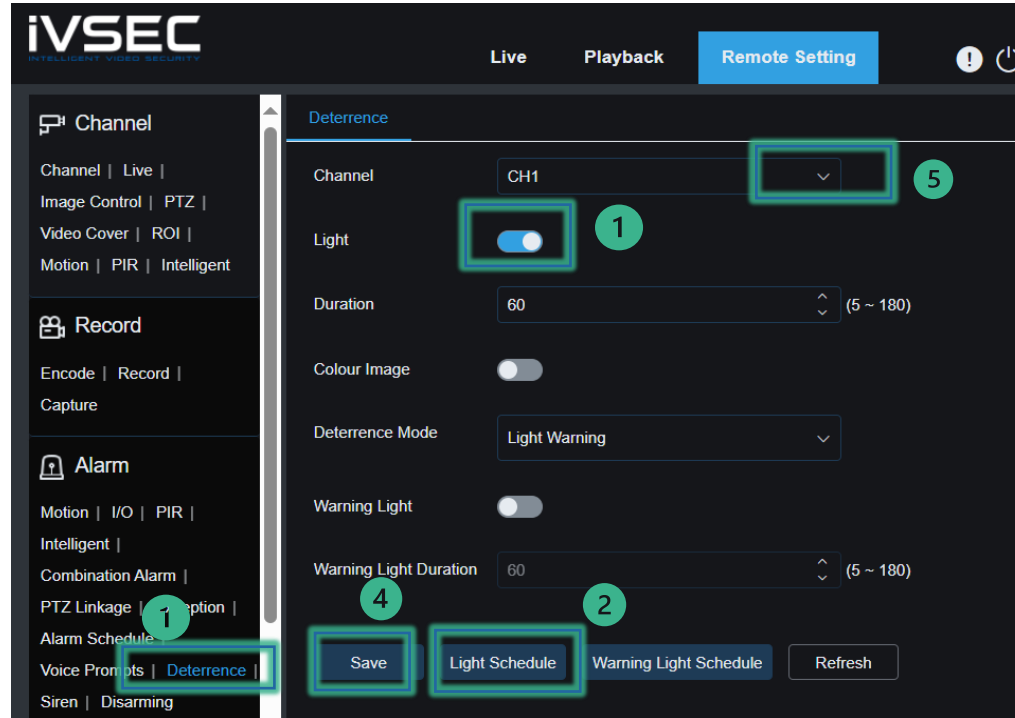 iVSEC
INTELLIGENT VIDEO SECURITY
Live Playback Remote Setting
Channel
Channel | Live |
Image Control | PTZ |
Video Cover | ROI |
Motion | PIR | Intelligent
Record
Encode | Record |
Capture
Alarm
Motion | I/O | PIR |
Intelligent |
Combination Alarm |
PTZ Linkage | ption |
1
Alarm Schedule |
Voice Prompts | Deterrence |
Siren | Disarming
Deterrence
Channel CH1 5
Light 1
Duration 60 (5 ~ 180)
Colour Image
Deterrence Mode Light Warning
Warning Light
Warning Light Duration 60 (5 ~ 180)
4 2
Save Light Schedule Warning Light Schedule Refresh